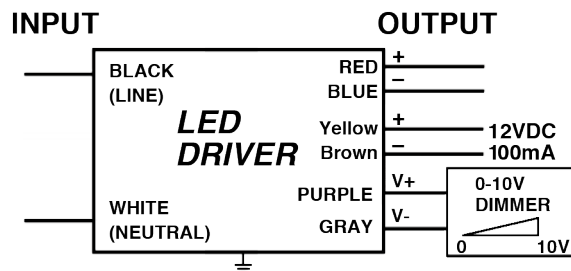 INPUT
OUTPUT
BLACK
(LINE)
WHITE
(NEUTRAL)
LED
DRIVER
RED +
BLUE −
Yellow + 12VDC
Brown − 100mA
PURPLE V+
GRAY V-
0-10V
DIMMER
0 10V